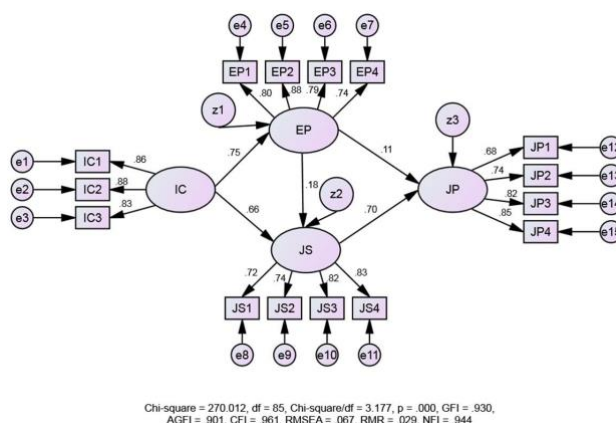 e4 e5 e6 e7
EP1 EP2 EP3 EP4
.80 .88 .79 .74
z1 EP z3
e1 IC1 .86 .75 .11 .68 JP1 e12
e2 IC2 .88 IC .18 z2 JP .74 JP2 e13
e3 IC3 .83 .66 .70 .82 JP3 e14
JS .85 JP4 e15
.72 .74 .82 .83
JS1 JS2 JS3 JS4
e8 e9 e10 e11
Chi-square = 270.012, df = 85, Chi-square/df = 3.177, p = .000, GFI = .930,
AGFI = .901, CFI = .961, RMSEA = .067, RMR = .029, NFI = .944